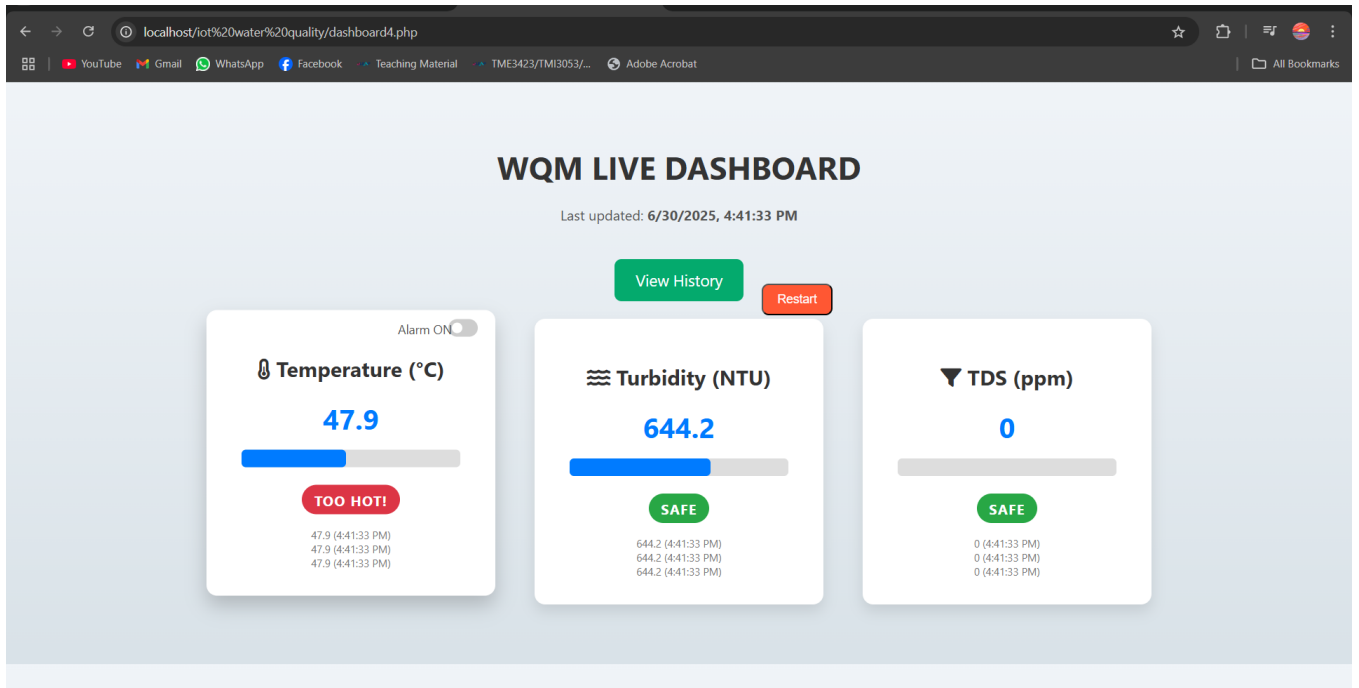 localhost/iot%20water%20quality/dashboard4.php
YouTube Gmail WhatsApp Facebook Teaching Material TME3423/TMI3053/... Adobe Acrobat All Bookmarks
WQM LIVE DASHBOARD
Last updated: 6/30/2025, 4:41:33 PM
View History
Restart
Alarm ON
Temperature (°C)
47.9
TOO HOT!
47.9 (4:41:33 PM)
47.9 (4:41:33 PM)
47.9 (4:41:33 PM)
Turbidity (NTU)
644.2
SAFE
644.2 (4:41:33 PM)
644.2 (4:41:33 PM)
644.2 (4:41:33 PM)
TDS (ppm)
0
SAFE
0 (4:41:33 PM)
0 (4:41:33 PM)
0 (4:41:33 PM)